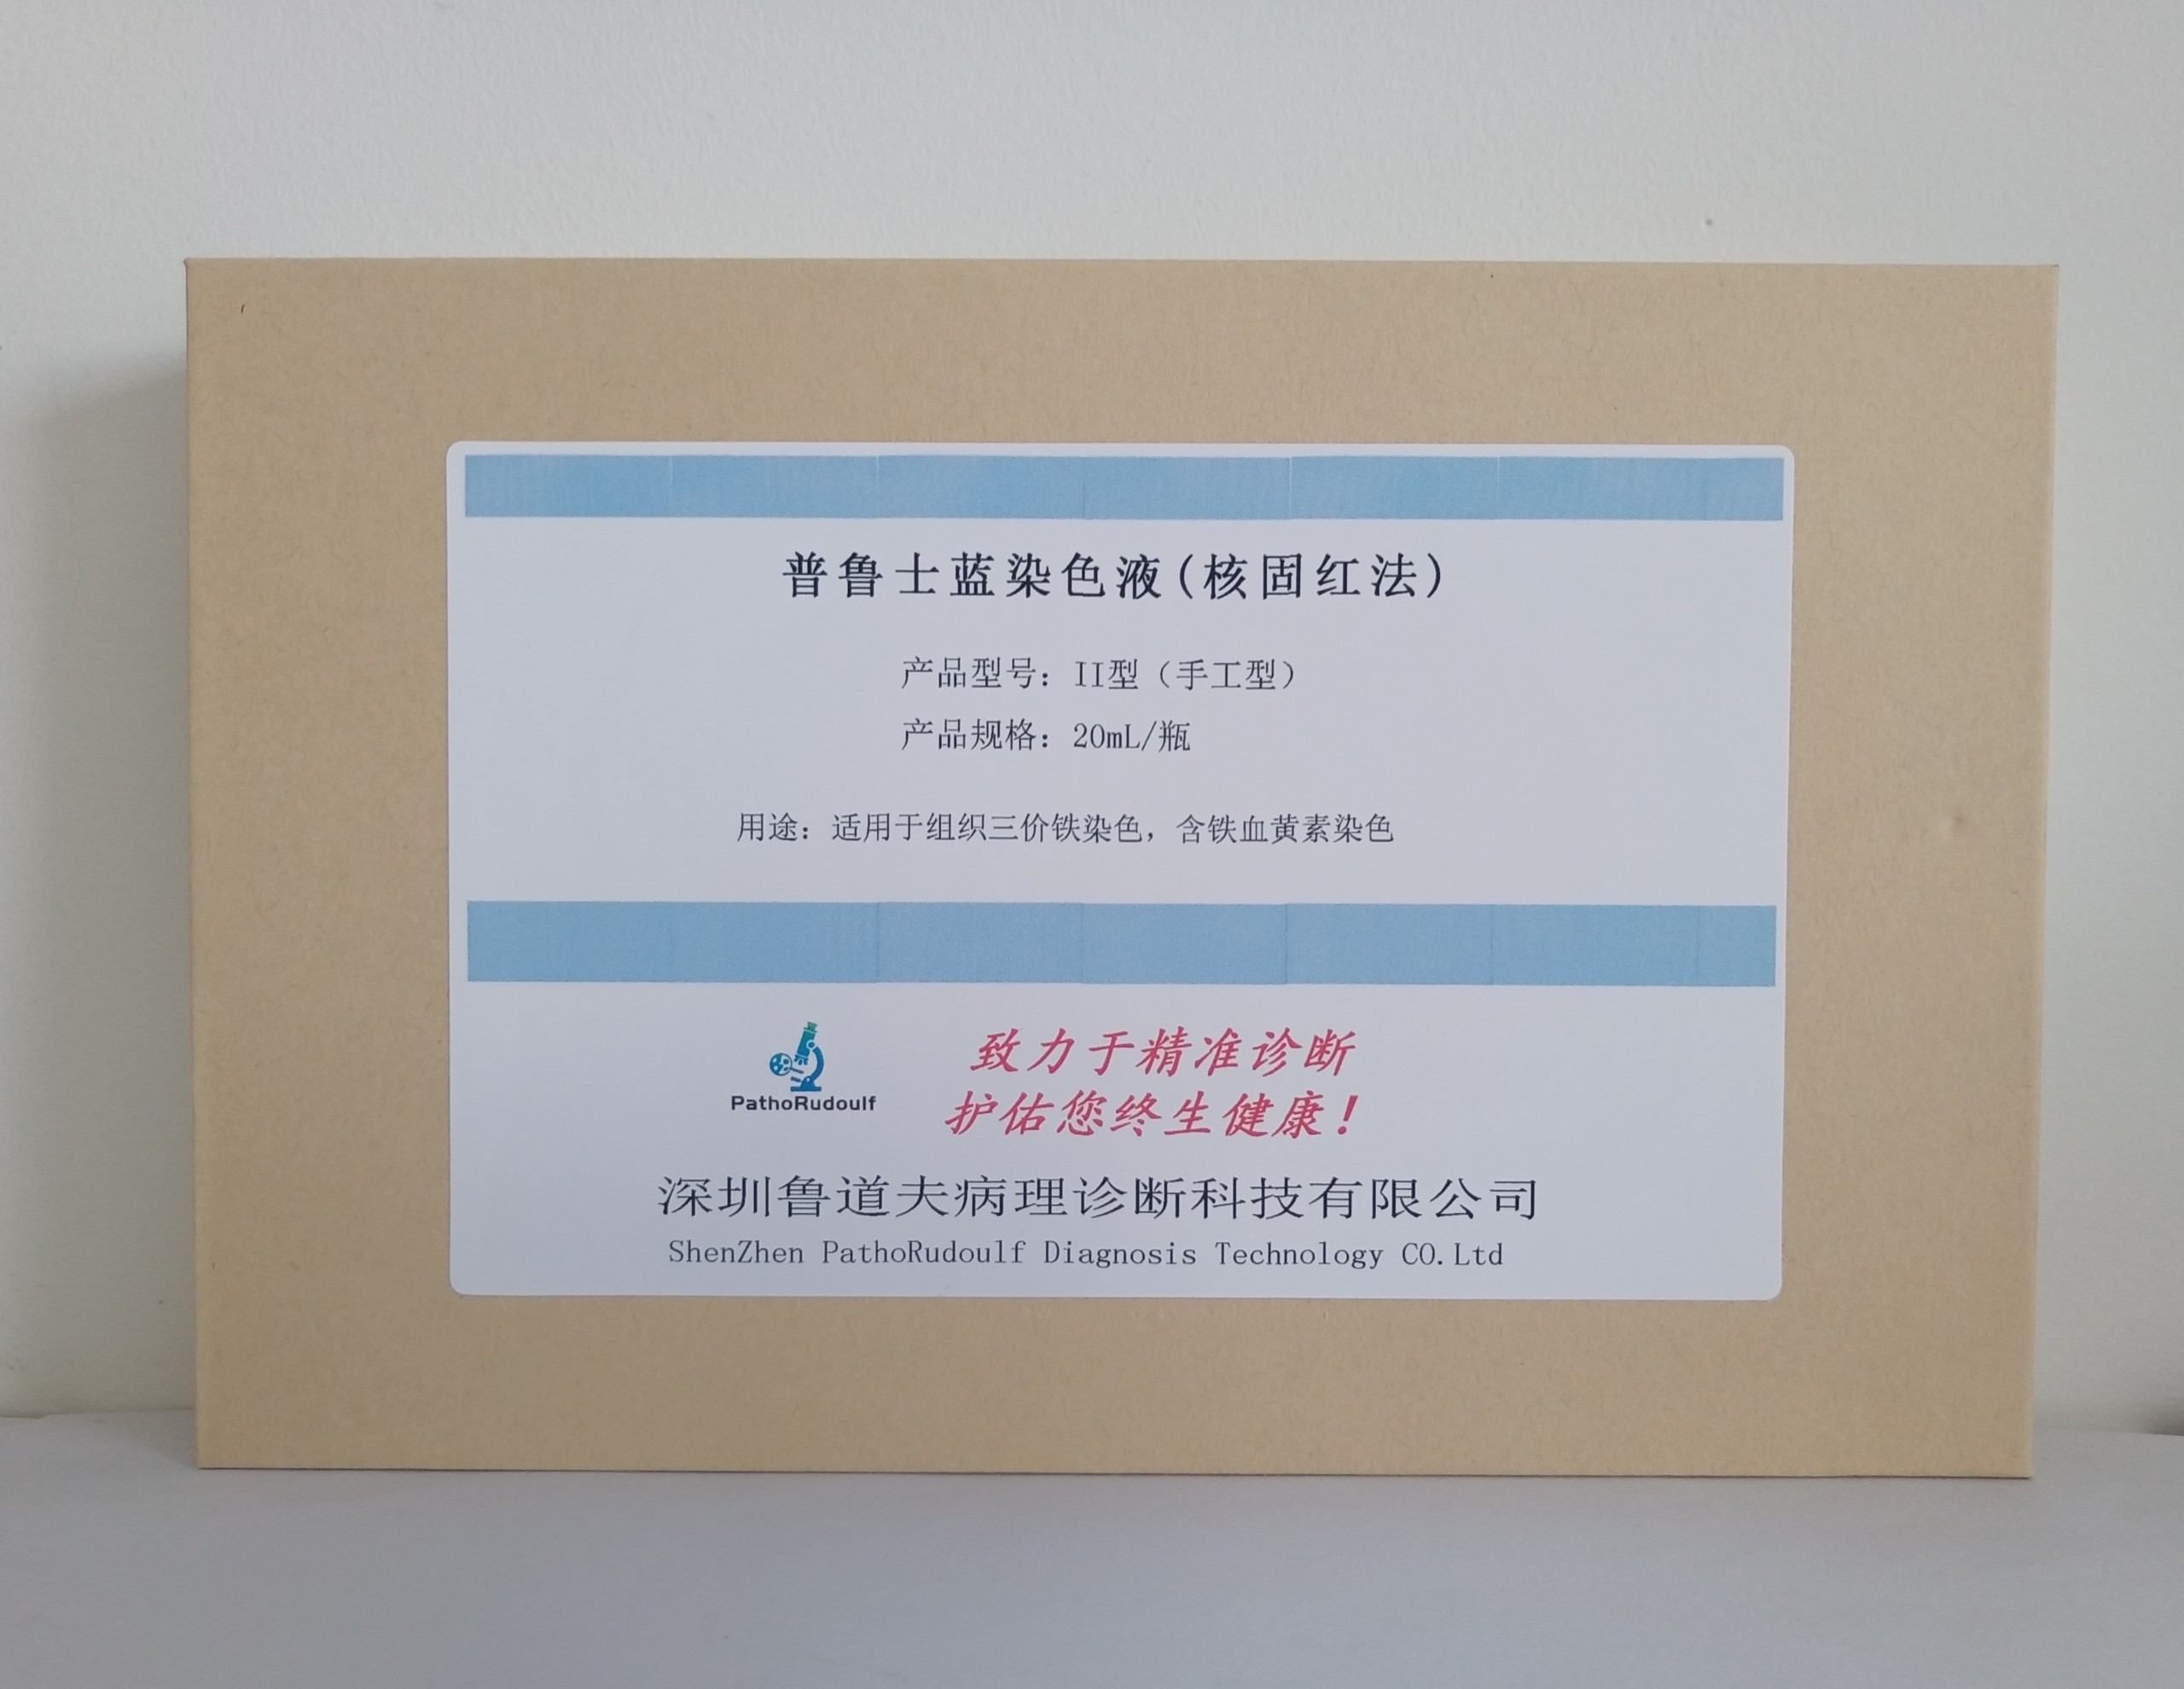 普鲁士蓝染色液(核固红法)
产品型号：II型（手工型）
产品规格：20mL/瓶
用途：适用于组织三价铁染色，含铁血黄素染色
PathoRudoulf
致力于精准诊断
护佑您终生健康！
深圳鲁道夫病理诊断科技有限公司
ShenZhen PathoRudoulf Diagnosis Technology CO.Ltd